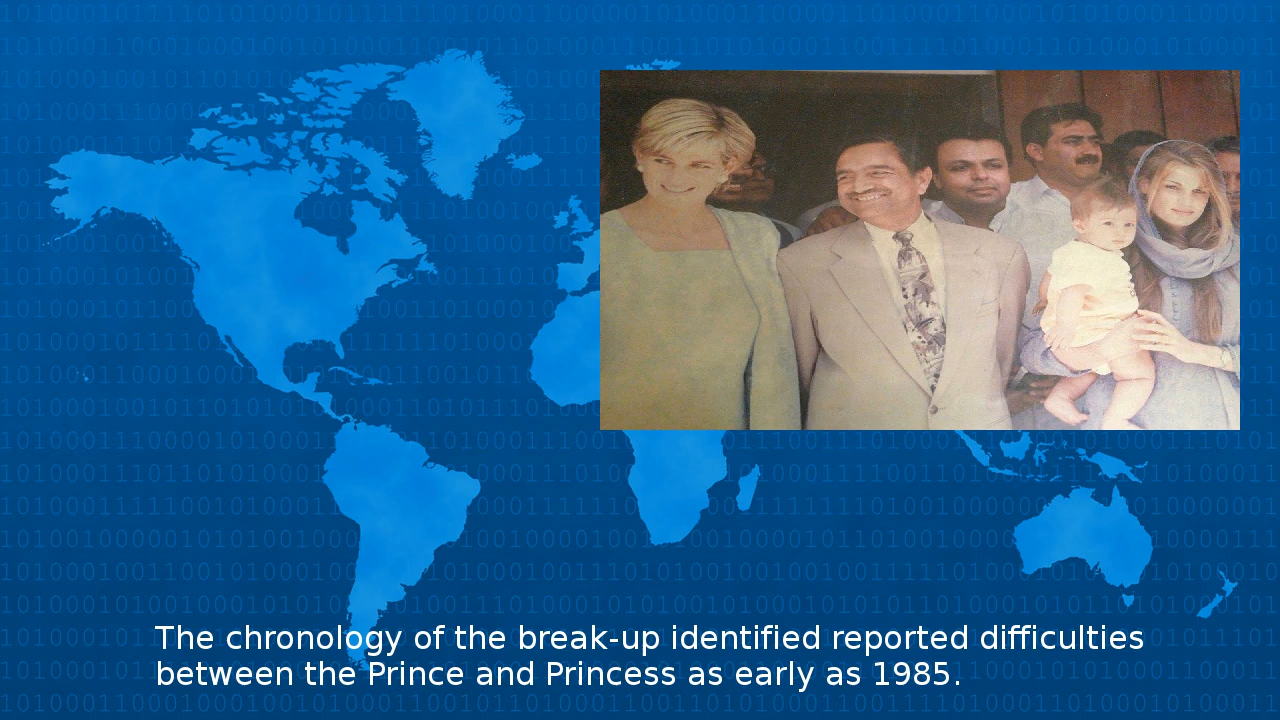 The chronology of the break-up identified reported difficulties
between the Prince and Princess as early as 1985.